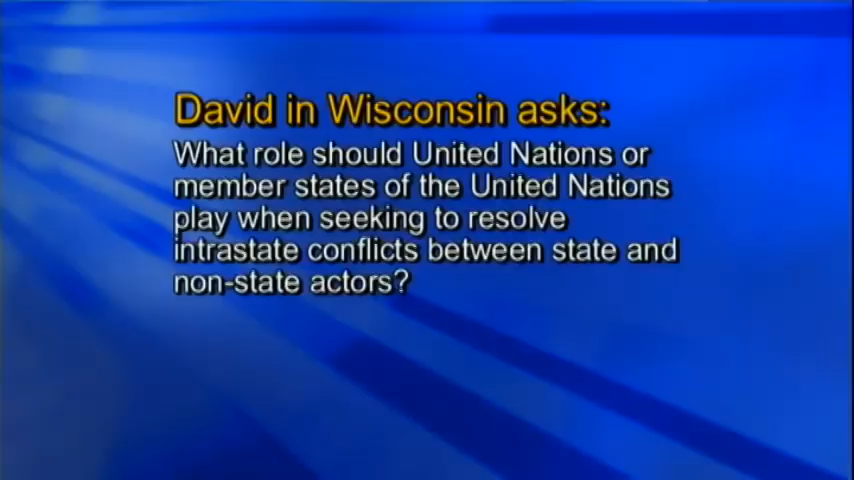 David in Wisconsin asks:
What role should United Nations or
member states of the United Nations
play when seeking to resolve
intrastate conflicts between state and
non-state actors?